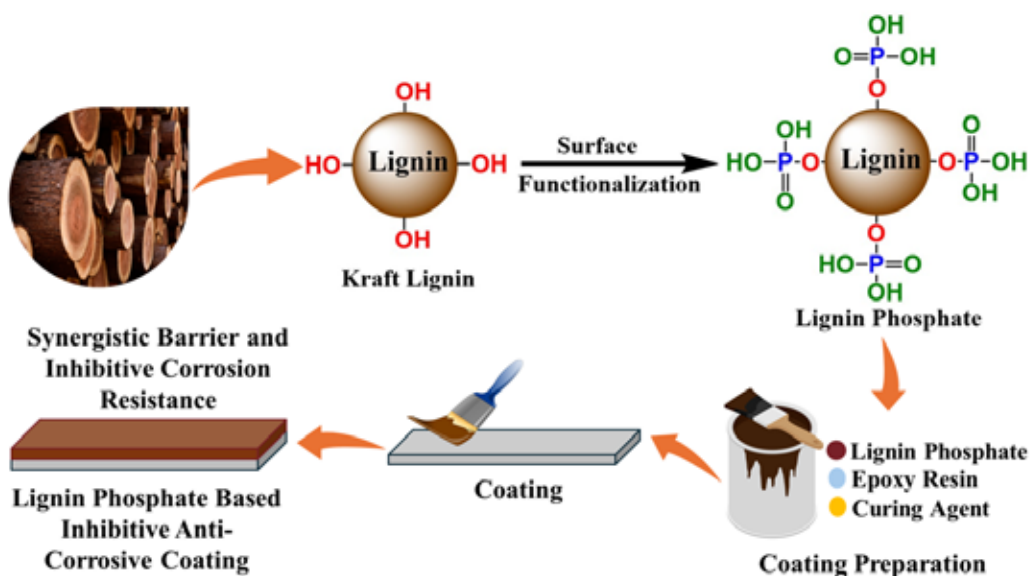 OH
HO
Lignin
OH
OH
Kraft Lignin
Surface
Functionalization
OH
O=P-OH
O
OH
HO-P-O
O
Lignin
O
O-P-OH
OH
O
HO-P=O
OH
Lignin Phosphate
Lignin Phosphate
Epoxy Resin
Curing Agent
Coating Preparation
Coating
Synergistic Barrier and
Inhibitive Corrosion
Resistance
Lignin Phosphate Based
Inhibitive Anti-
Corrosive Coating